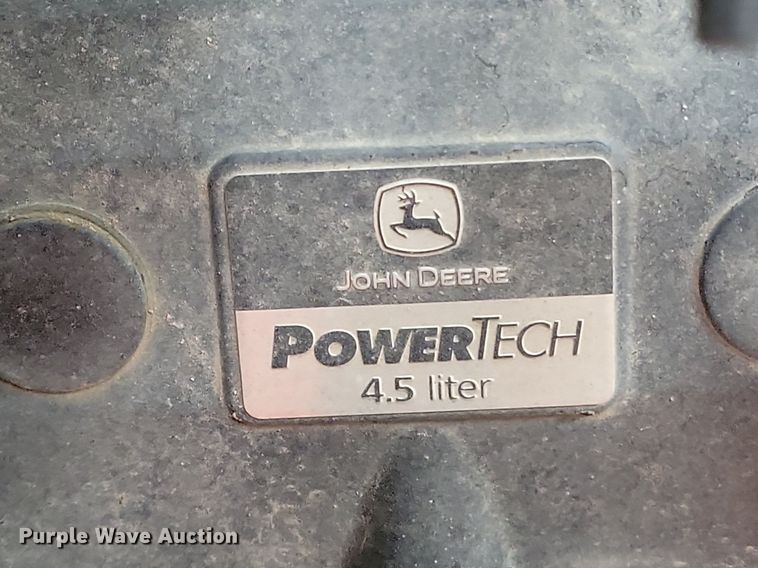 JOHN DEERE
POWERTECH
4.5 liter
Purple Wave Auction